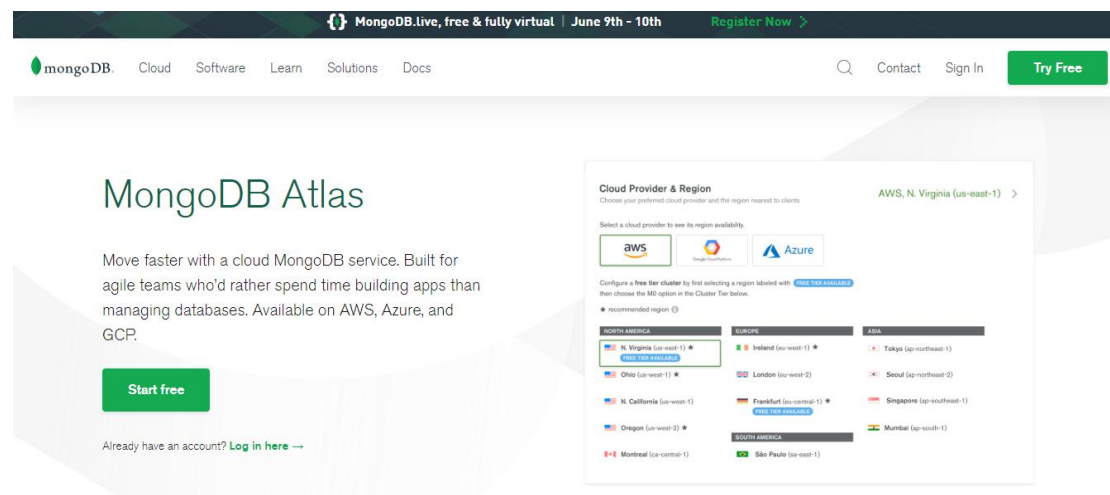 MongoDB.live, free & fully virtual | June 9th - 10th Register Now >
mongoDB. Cloud Software Learn Solutions Docs Contact Sign In Try Free
MongoDB Atlas
Move faster with a cloud MongoDB service. Built for
agile teams who'd rather spend time building apps than
managing databases. Available on AWS, Azure, and
GCP.
Start free
Already have an account? Log in here →
Cloud Provider & Region
AWS, N. Virginia (us-east-1) >
Choose your preferred cloud provider and the region nearest to clients
Select a cloud provider to see its region availability.
aws Google Cloud Platform Azure
Configure a free tier cluster by first selecting a region labeled with FREE TIER AVAILABLE
then choose the M0 option in the Cluster Tier below.
★ recommended region
NORTH AMERICA
N. Virginia (us-east-1) ★
FREE TIER AVAILABLE
Ohio (us-west-1) ★
N. California (us-west-1)
Oregon (us-west-2) ★
Montreal (ca-central-1)
EUROPE
Ireland (eu-west-1) ★
London (eu-west-2)
Frankfurt (eu-central-1) ★
FREE TIER AVAILABLE
SOUTH AMERICA
São Paulo (sa-east-1)
ASIA
Tokyo (ap-northeast-1)
Seoul (ap-northeast-2)
Singapore (ap-southeast-1)
Mumbai (ap-south-1)